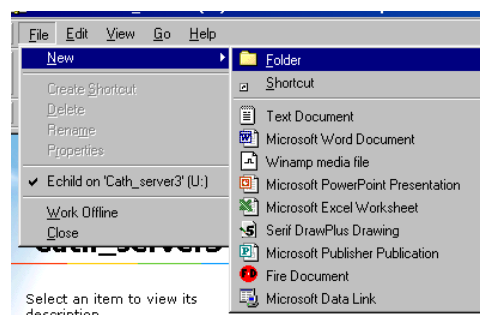 File Edit View Go Help
New
Create Shortcut
Delete
Rename
Properties
Echild on 'Cath_server3' (U:)
Work Offline
Close
Folder
Shortcut
Text Document
Microsoft Word Document
Winamp media file
Microsoft PowerPoint Presentation
Microsoft Excel Worksheet
Serif DrawPlus Drawing
Microsoft Publisher Publication
Fire Document
Microsoft Data Link
Select an item to view its
description